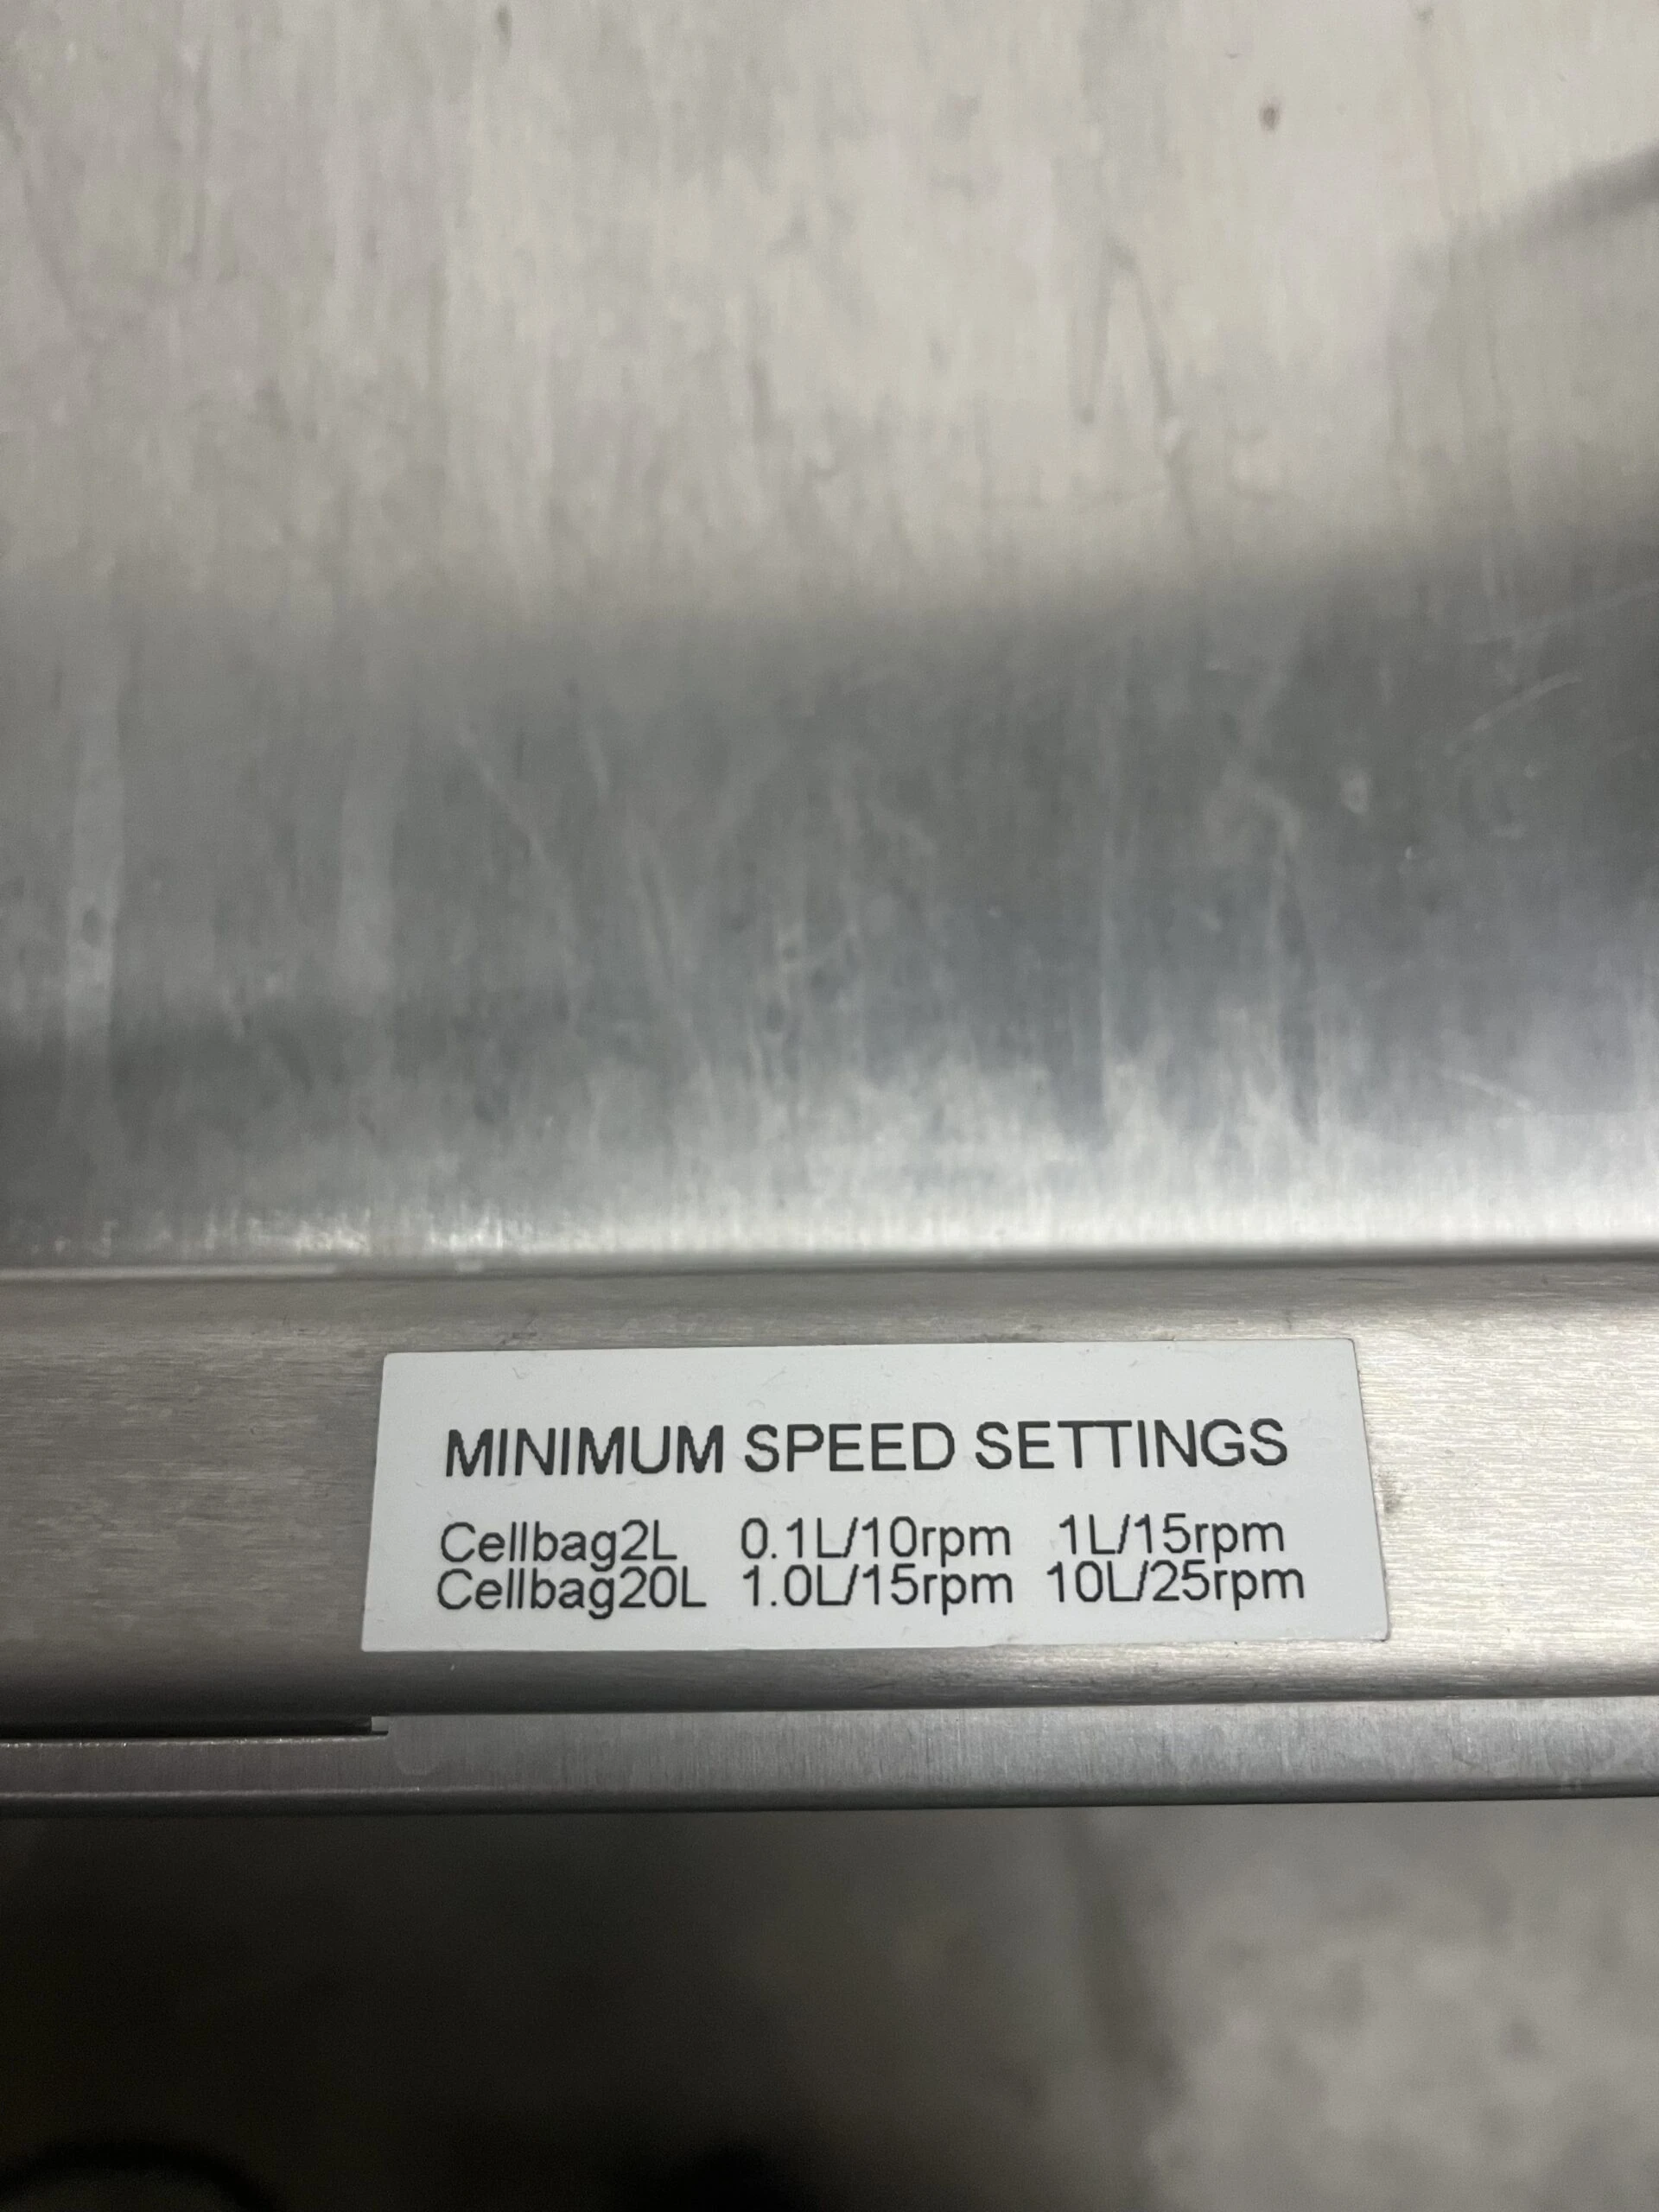 MINIMUM SPEED SETTINGS
Cellbag2L 0.1L/10rpm 1L/15rpm
Cellbag20L 1.0L/15rpm 10L/25rpm